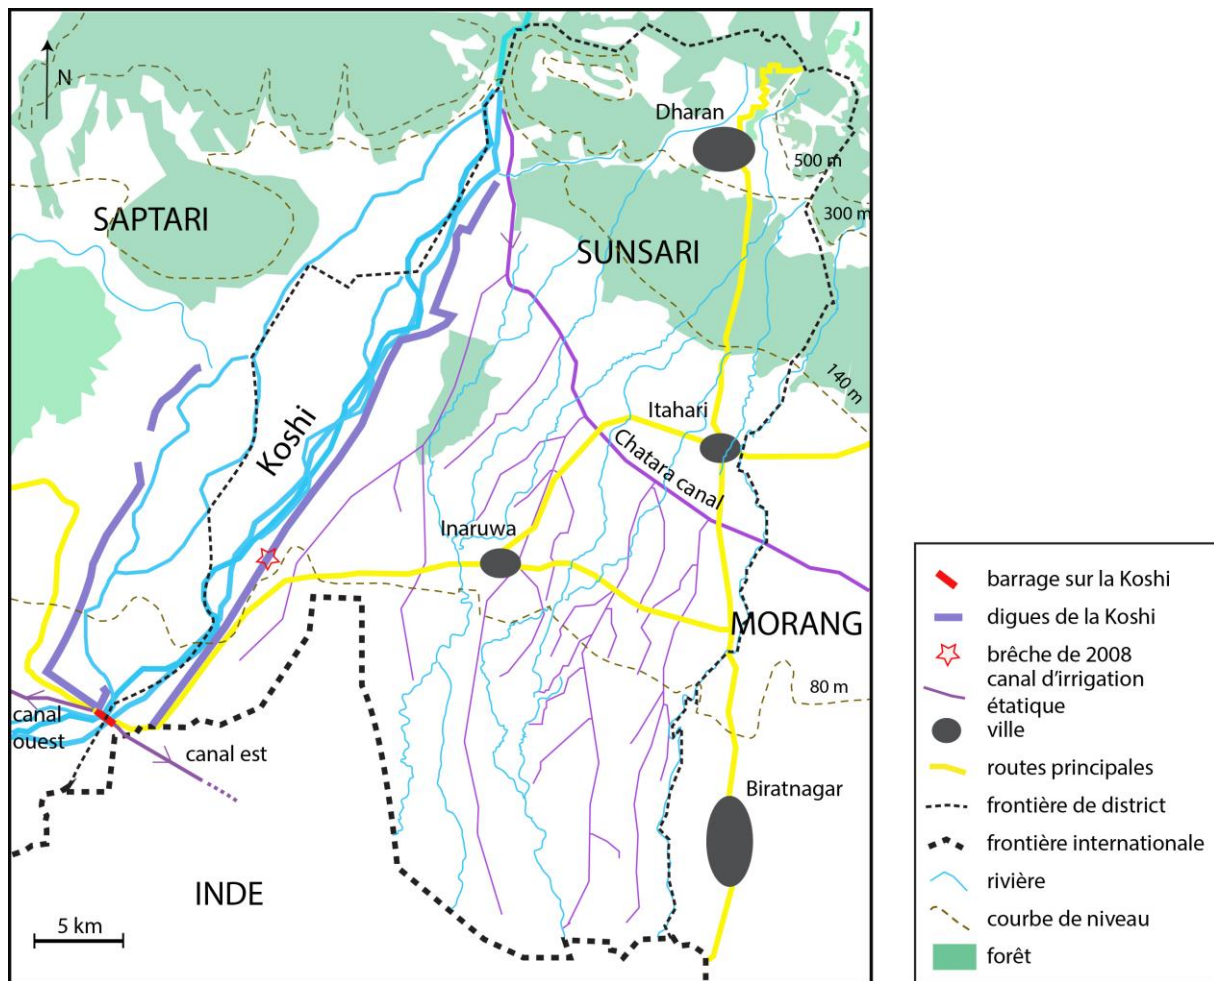 N
Dharan
500 m
SAPTARI
300 m
SUNSARI
140 m
Itahari
Koshi
Chatara canal
Inaruwa
MORANG
80 m
canal
ouest
canal est
Biratnagar
INDE
5 km
barrage sur la Koshi
digues de la Koshi
brêche de 2008
canal d'irrigation
étatique
ville
routes principales
frontière de district
frontière internationale
rivière
courbe de niveau
forêt